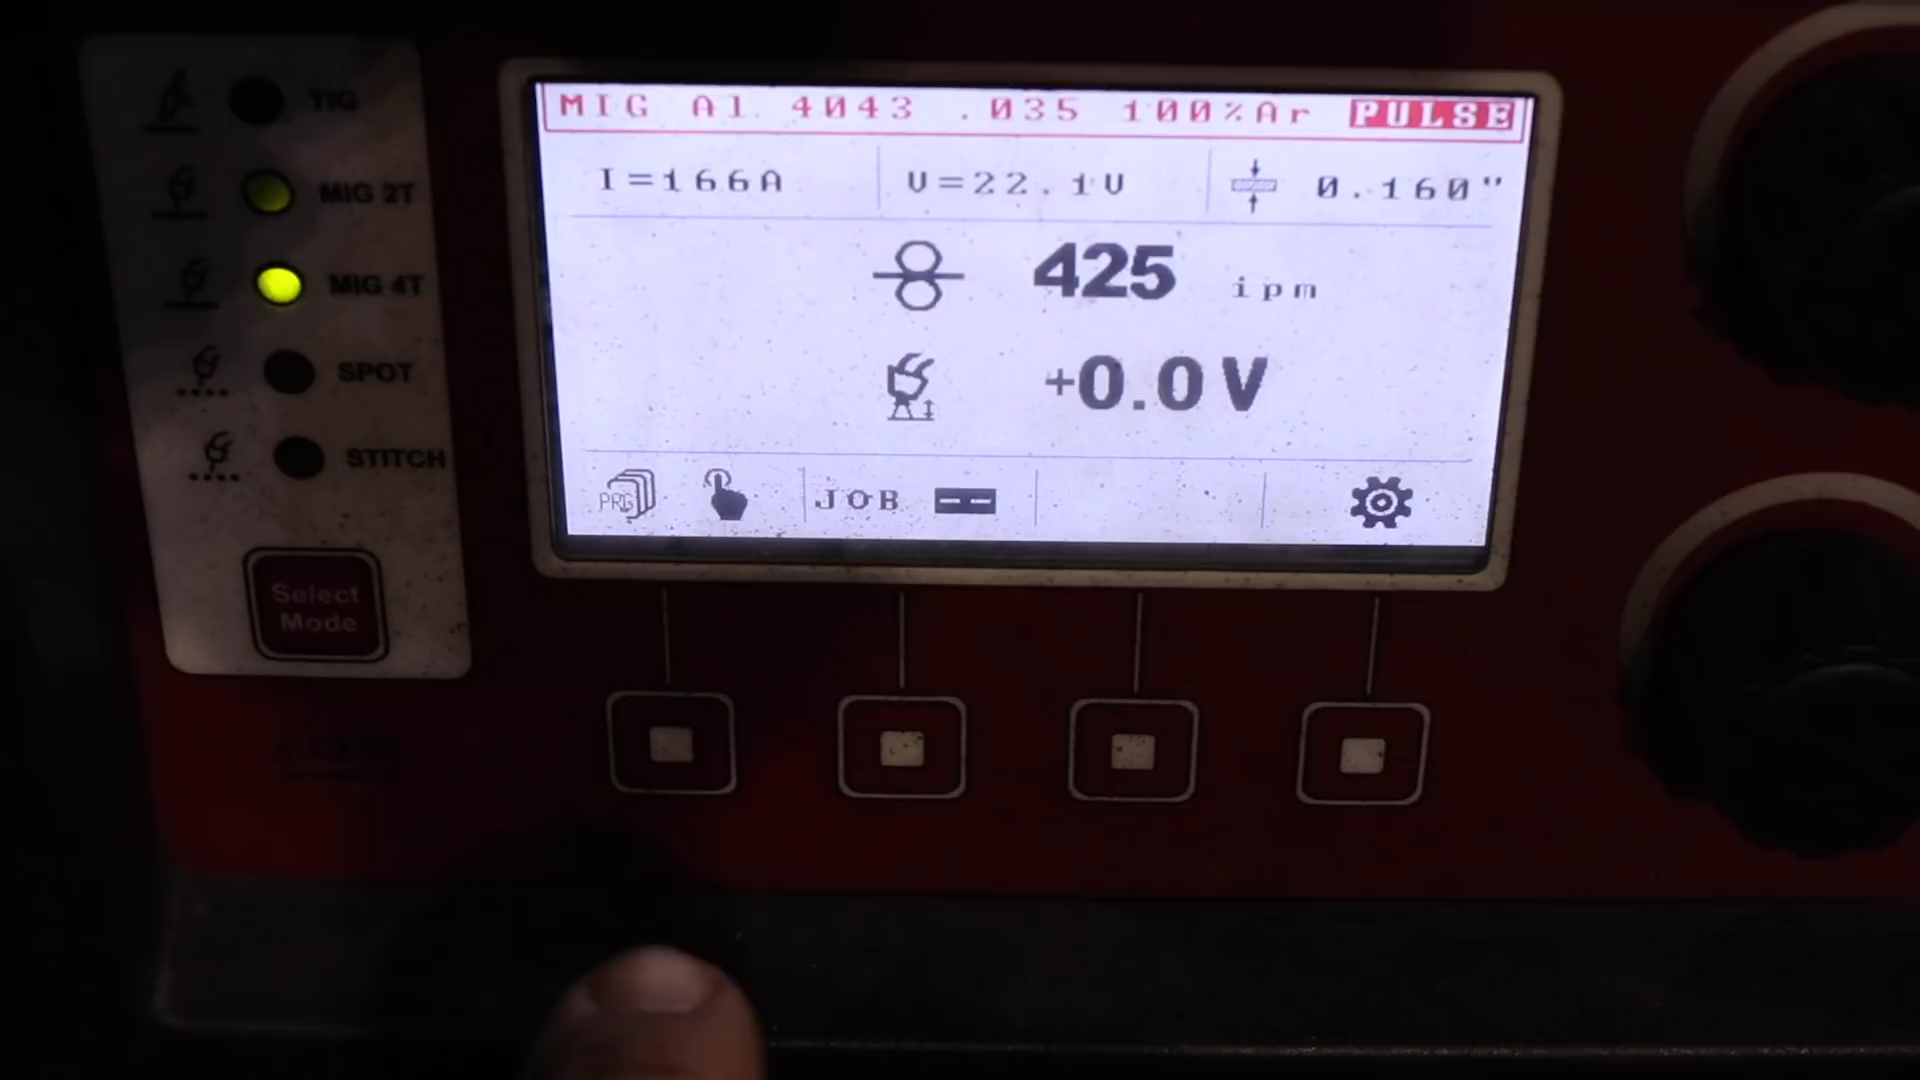 TIG
MIG 2T
MIG 4T
SPOT
STITCH
Select
Mode
MIG Al 4043 .035 100%Ar PULSE
I=166A V=22.1V 0.160"
425 ipm
+0.0V
PRG JOB --